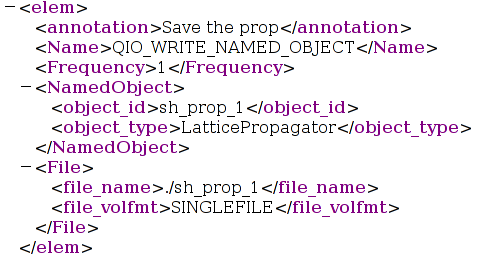 −<elem>
<annotation>Save the prop</annotation>
<Name>QIO_WRITE_NAMED_OBJECT</Name>
<Frequency>1</Frequency>
−<NamedObject>
<object_id>sh_prop_1</object_id>
<object_type>LatticePropagator</object_type>
</NamedObject>
−<File>
<file_name>./sh_prop_1</file_name>
<file_volfmt>SINGLEFILE</file_volfmt>
</File>
</elem>